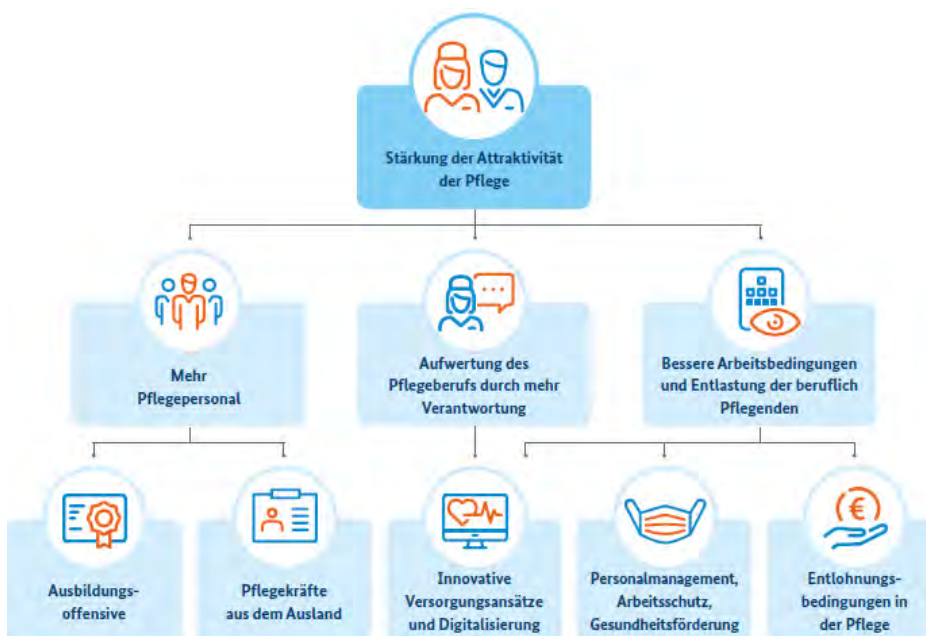 Stärkung der Attraktivität
der Pflege
Mehr
Pflegepersonal
Aufwertung des
Pflegeberufs durch mehr
Verantwortung
Bessere Arbeitsbedingungen
und Entlastung der beruflich
Pflegenden
Ausbildungs-
offensive
Pflegekräfte
aus dem Ausland
Innovative
Versorgungsansätze
und Digitalisierung
Personalmanagement,
Arbeitsschutz,
Gesundheitsförderung
Entlohnungs-
bedingungen in
der Pflege